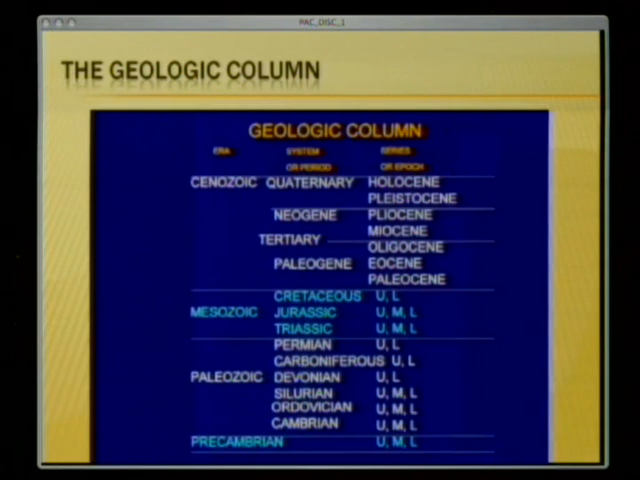 PAC_DISC_1
THE GEOLOGIC COLUMN
GEOLOGIC COLUMN
ERA SYSTEM SERIES
OR PERIOD OR EPOCH
CENOZOIC QUATERNARY HOLOCENE
PLEISTOCENE
NEOGENE PLIOCENE
MIOCENE
TERTIARY
OLIGOCENE
PALEOGENE EOCENE
PALEOCENE
CRETACEOUS U, L
MESOZOIC JURASSIC U, M, L
TRIASSIC U, M, L
PERMIAN U, L
CARBONIFEROUS U, L
PALEOZOIC DEVONIAN U, L
SILURIAN U, M, L
ORDOVICIAN U, M, L
CAMBRIAN U, M, L
PRECAMBRIAN U, M, L